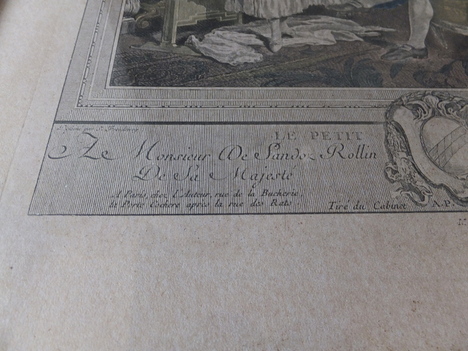 LE PETIT
Monsieur De Sandoz Rollin
De Sa Majesté
A Paris, chez L'Auteur, rue de la Bucherie
la Porte Cochere après la rue des Rats
Tiré du Cabinet
A.P.